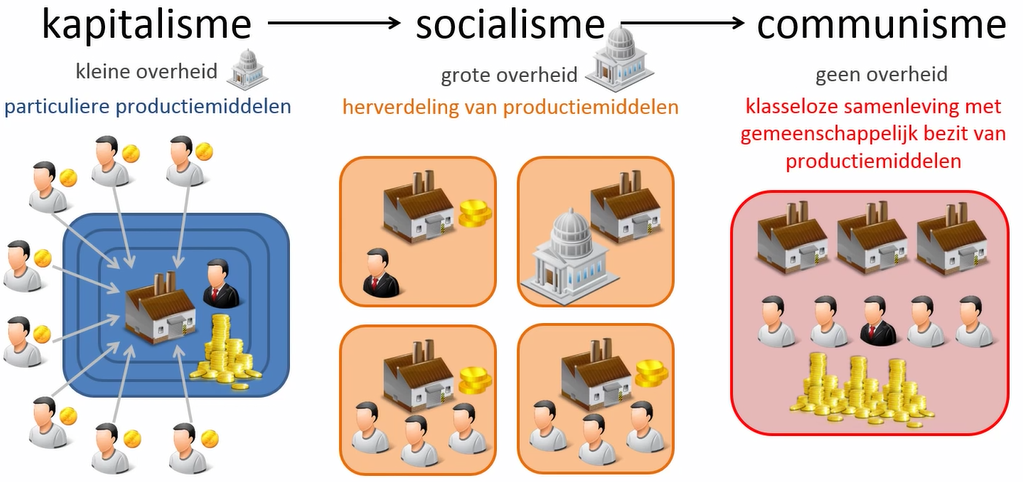 kapitalisme
socialisme
communisme
kleine overheid
grote overheid
geen overheid
particuliere productiemiddelen
herverdeling van productiemiddelen
klasseloze samenleving met
gemeenschappelijk bezit van
productiemiddelen